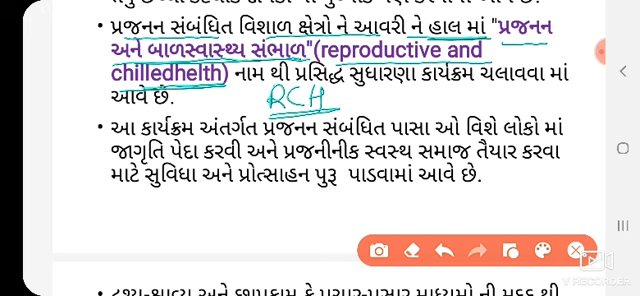 • પ્રજનન સંબંધિત વિશાળ ક્ષેત્રો ને આવરી ને હાલ માં "પ્રજનન
અને બાળસ્વાસ્થ્ય સંભાળ"(reproductive and
chilledhelth) નામ થી પ્રસિદ્ધ સુધારણા કાર્યક્રમ ચલાવવા માં
આવે છે.
RCH
• આ કાર્યક્રમ અંતર્ગત પ્રજનન સંબંધિત પાસા ઓ વિશે લોકો માં
જાગૃતિ પેદા કરવી અને પ્રજનીનીક સ્વસ્થ સમાજ તૈયાર કરવા
માટે સુવિધા અને પ્રોત્સાહન પુરૂ પાડવામાં આવે છે.
V RECORDER